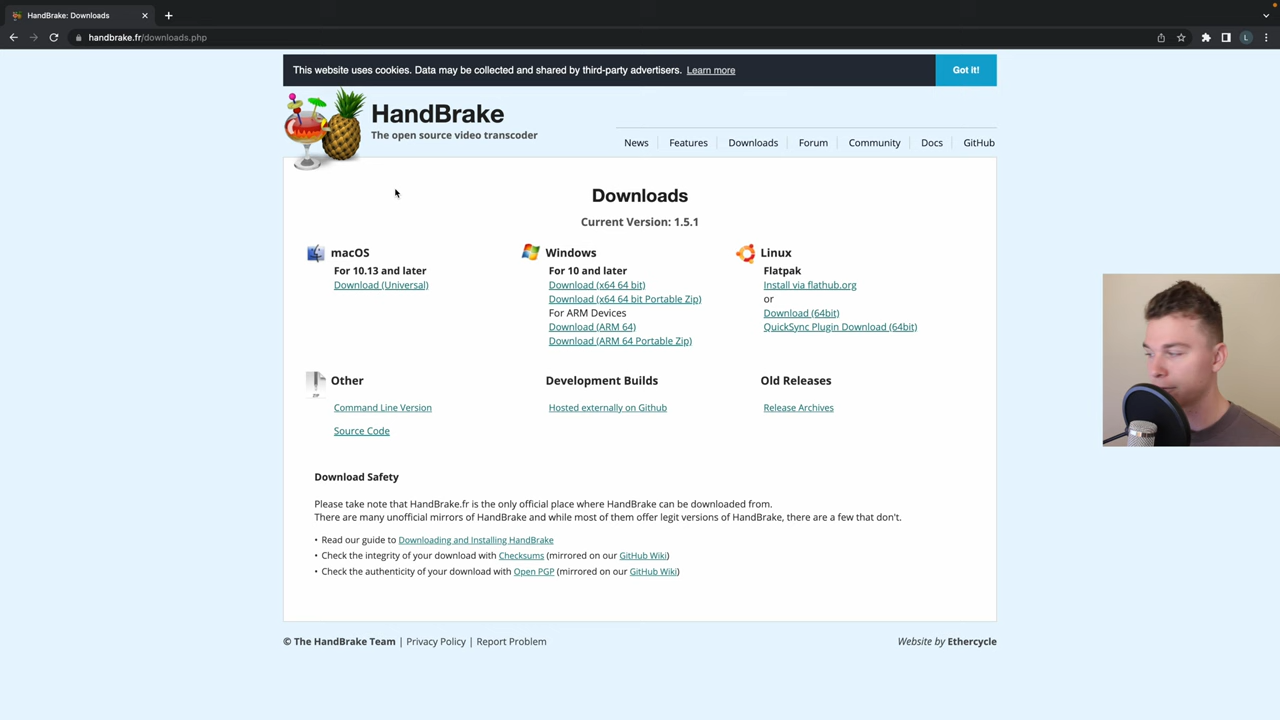 HandBrake: Downloads
handbrake.fr/downloads.php
L
This website uses cookies. Data may be collected and shared by third-party advertisers. Learn more
Got it!
HandBrake
The open source video transcoder
News
Features
Downloads
Forum
Community
Docs
GitHub
Downloads
Current Version: 1.5.1
macOS
For 10.13 and later
Download (Universal)
Windows
For 10 and later
Download (x64 64 bit)
Download (x64 64 bit Portable Zip)
For ARM Devices
Download (ARM 64)
Download (ARM 64 Portable Zip)
Linux
Flatpak
Install via flathub.org
or
Download (64bit)
QuickSync Plugin Download (64bit)
ZIP
Other
Command Line Version
Source Code
Development Builds
Hosted externally on Github
Old Releases
Release Archives
Download Safety
Please take note that HandBrake.fr is the only official place where HandBrake can be downloaded from.
There are many unofficial mirrors of HandBrake and while most of them offer legit versions of HandBrake, there are a few that don't.
• Read our guide to Downloading and Installing HandBrake
• Check the integrity of your download with Checksums (mirrored on our GitHub Wiki)
• Check the authenticity of your download with Open PGP (mirrored on our GitHub Wiki)
© The HandBrake Team | Privacy Policy | Report Problem
Website by Ethercycle